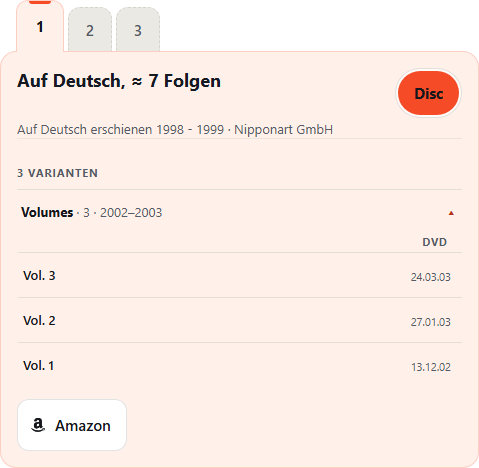 1
2
3
Auf Deutsch, ≈ 7 Folgen
Disc
Auf Deutsch erschienen 1998 - 1999 · Nipponart GmbH
3 VARIANTEN
Volumes · 3 · 2002–2003
DVD
Vol. 3 24.03.03
Vol. 2 27.01.03
Vol. 1 13.12.02
Amazon